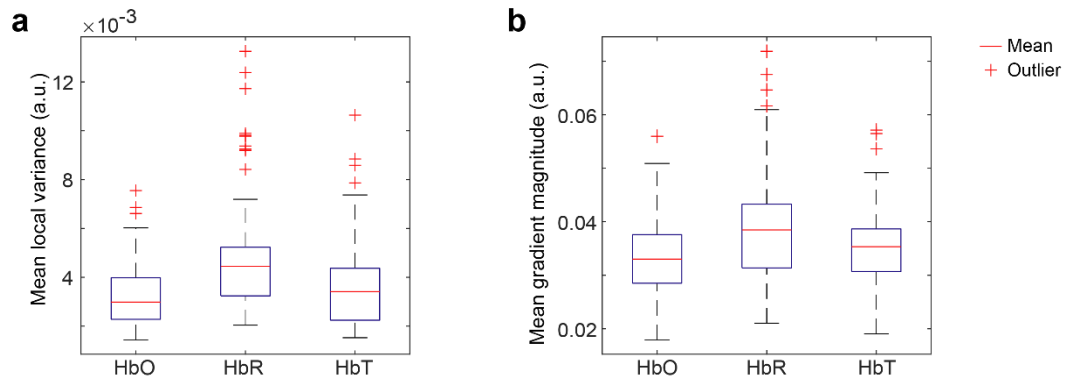 a
×10⁻³
Mean local variance (a.u.)
12
8
4
HbO HbR HbT
b
Mean gradient magnitude (a.u.)
0.06
0.04
0.02
HbO HbR HbT
Mean
Outlier